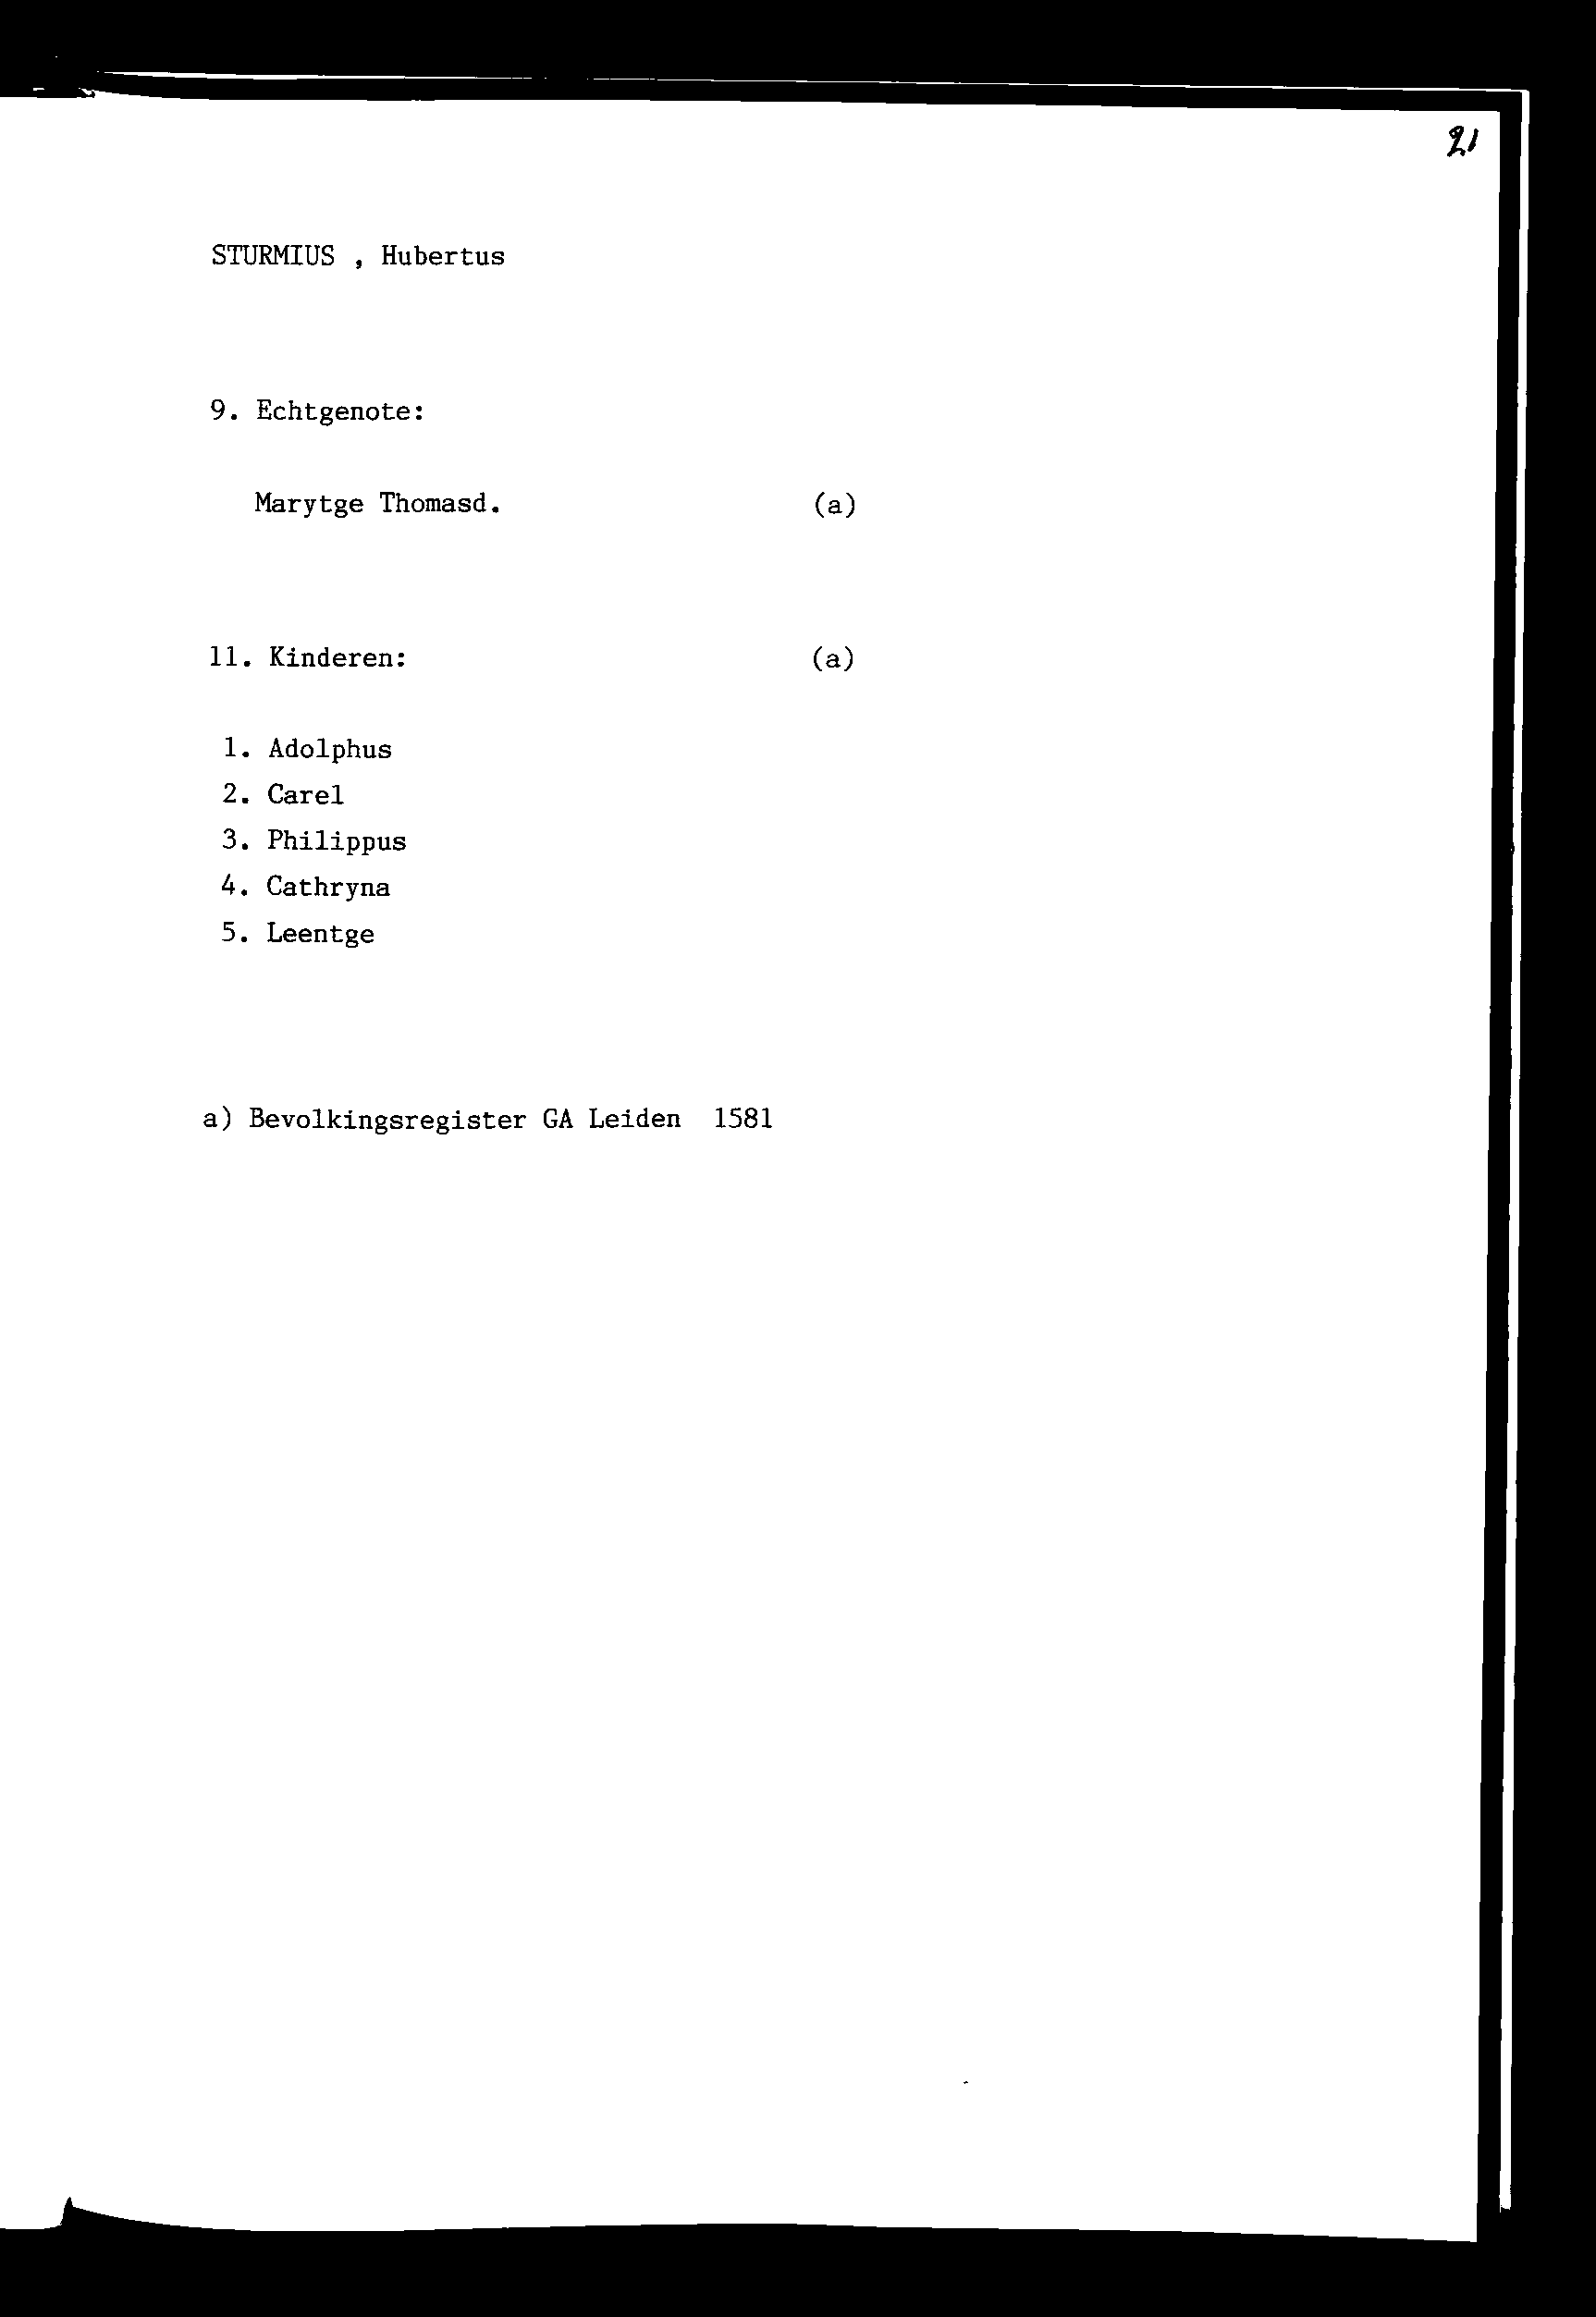 21
STURMIUS , Hubertus
9. Echtgenote:
Marytge Thomasd. (a)
11. Kinderen: (a)
1. Adolphus
2. Carel
3. Philippus
4. Cathryna
5. Leentge
a) Bevolkingsregister GA Leiden 1581